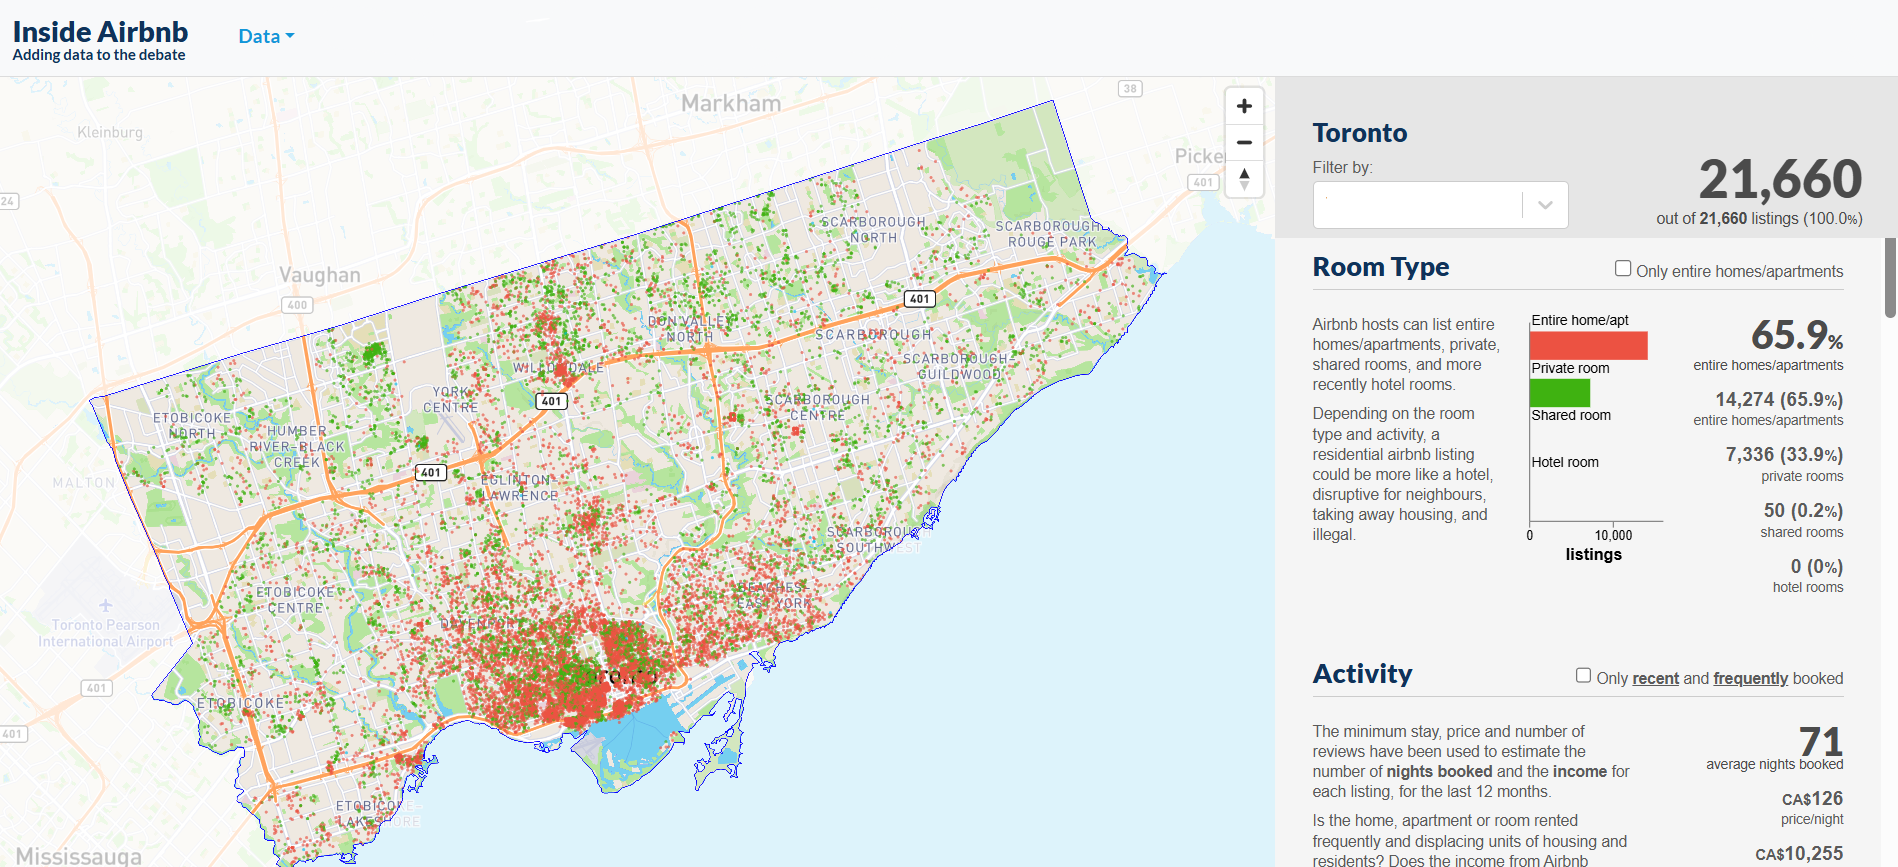 Inside Airbnb
Adding data to the debate
Data
Markham
38
Kleinburg
Picke
401
24
Vaughan
400
SCARBOROUGH
NORTH
SCARBOROUGH
ROUGE PARK
401
DON VALLEY
NORTH
SCARBOROUGH
SCARBOROUGH-
GUILDWOOD
WILLOWDALE
YORK
CENTRE
401
SCARBOROUGH
CENTRE
ETOBICOKE
NORTH
HUMBER
RIVER-BLACK
CREEK
401
MALTON
EGLINTON-
LAWRENCE
SCARBOROUGH
SOUTHWEST
ETOBICOKE
CENTRE
BEACHES-
EAST YORK
Toronto Pearson
International Airport
DAVENPORT
Toronto
401
ETOBICOKE
401
ETOBICOKE-
LAKESHORE
Mississauga
Toronto
Filter by:
21,660
out of 21,660 listings (100.0%)
Room Type
Only entire homes/apartments
Airbnb hosts can list entire
homes/apartments, private,
shared rooms, and more
recently hotel rooms.
Depending on the room
type and activity, a
residential airbnb listing
could be more like a hotel,
disruptive for neighbours,
taking away housing, and
illegal.
Entire home/apt
Private room
Shared room
Hotel room
0
10,000
listings
65.9%
entire homes/apartments
14,274 (65.9%)
entire homes/apartments
7,336 (33.9%)
private rooms
50 (0.2%)
shared rooms
0 (0%)
hotel rooms
Activity
Only recent and frequently booked
The minimum stay, price and number of
reviews have been used to estimate the
number of nights booked and the income for
each listing, for the last 12 months.
Is the home, apartment or room rented
frequently and displacing units of housing and
residents? Does the income from Airbnb
71
average nights booked
CA$126
price/night
CA$10,255